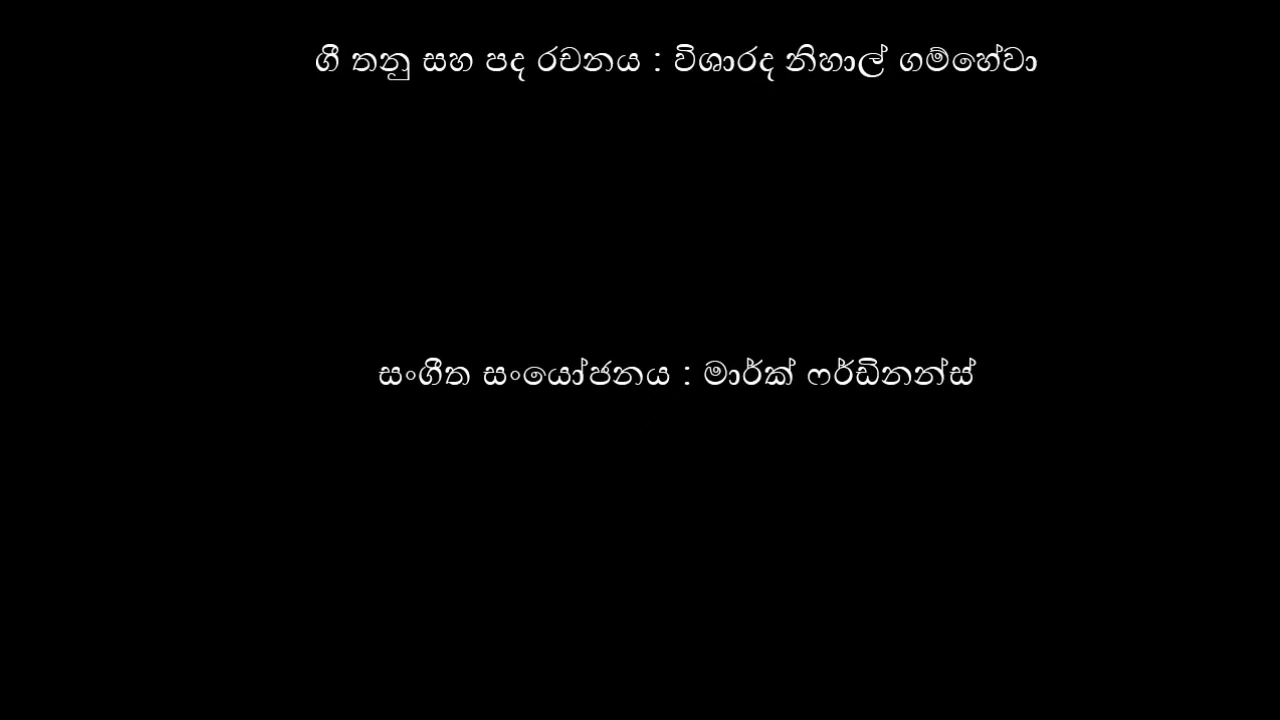 ගී තනු සහ පද රචනය : විශාරද නිහාල් ගම්හේවා
සංගීත සංයෝජනය : මාර්ක් ෆර්ඩිනන්ස්